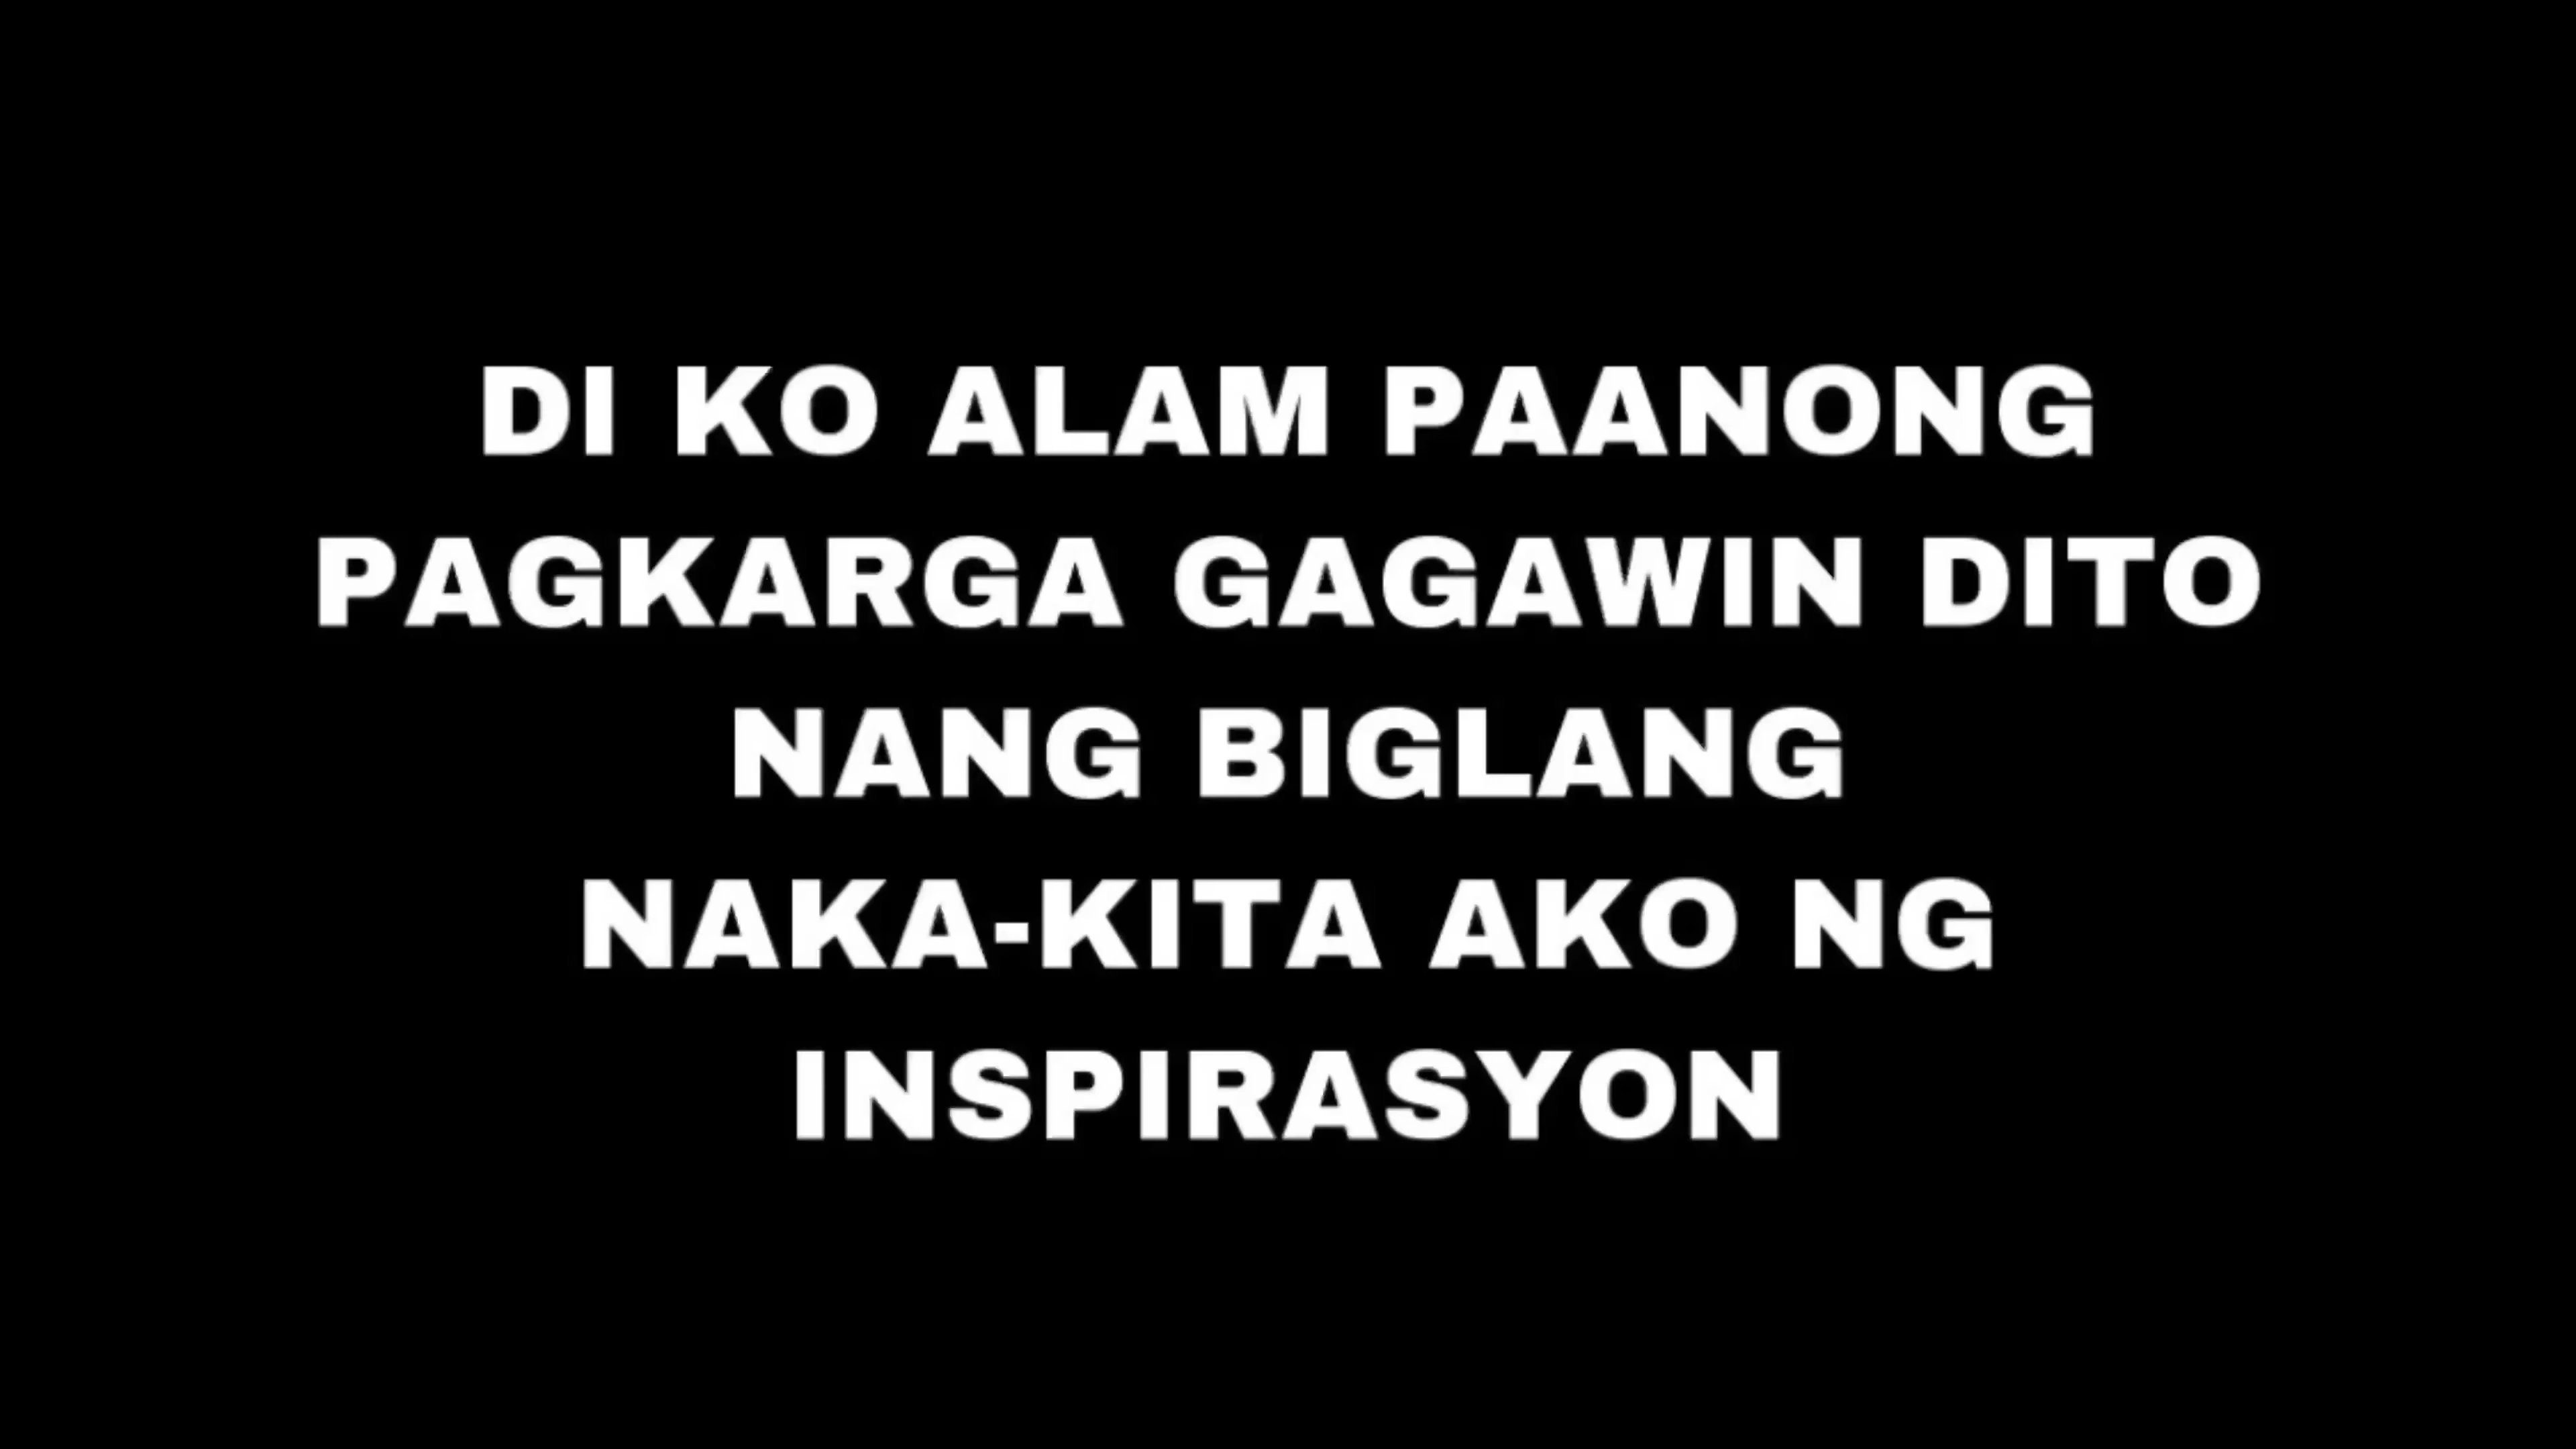 DI KO ALAM PAANONG
PAGKARGA GAGAWIN DITO
NANG BIGLANG
NAKA-KITA AKO NG
INSPIRASYON